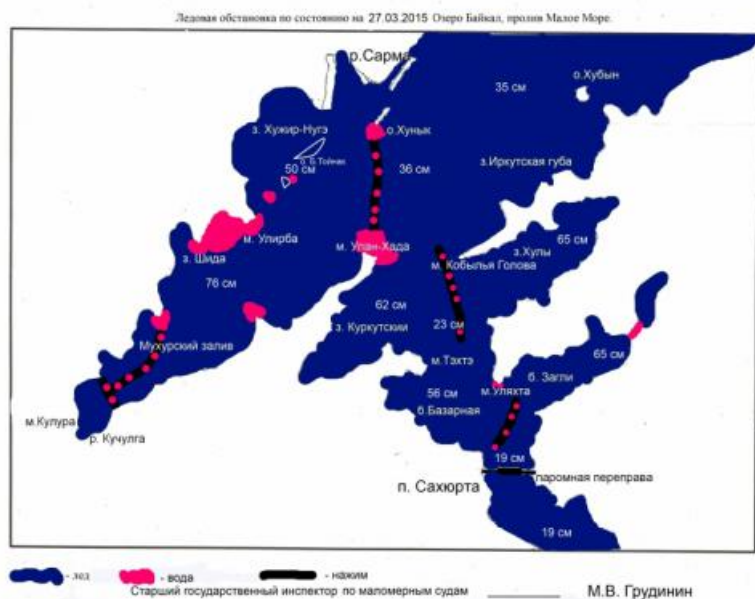 Ледовая обстановка по состоянию на 27.03.2015 Озеро Байкал, пролив Малое Море.
р.Сарма
35 см
о.Хубын
з. Хужир-Нугэ
о.Хунык
о. Б.Тойнак
50 см
36 см
з.Иркутская губа
м. Улирба
м. Улан-Хада
з.Хулы
65 см
з. Шида
м. Кобылья Голова
76 см
62 см
з. Куркутскии
23 см
Мухурский залив
м.Тэхтэ
65 см
б. Загли
56 см
м.Уляхта
б.Базарная
м.Кулура
р. Кучулга
19 см
паромная переправа
п. Сахюрта
19 см
- лед
- вода
- нажим
Старший государственный инспектор по маломерным судам
М.В. Грудинин